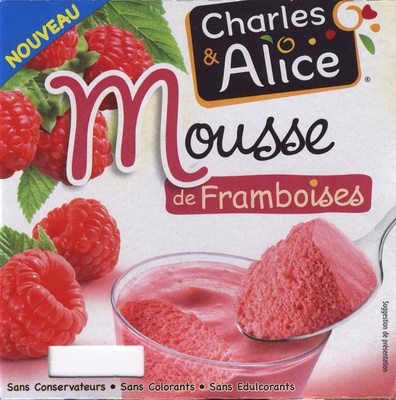 NOUVEAU
Charles
& Alice
®
Mousse
de Framboises
Suggestion de présentation
Sans Conservateurs • Sans Colorants • Sans Edulcorants